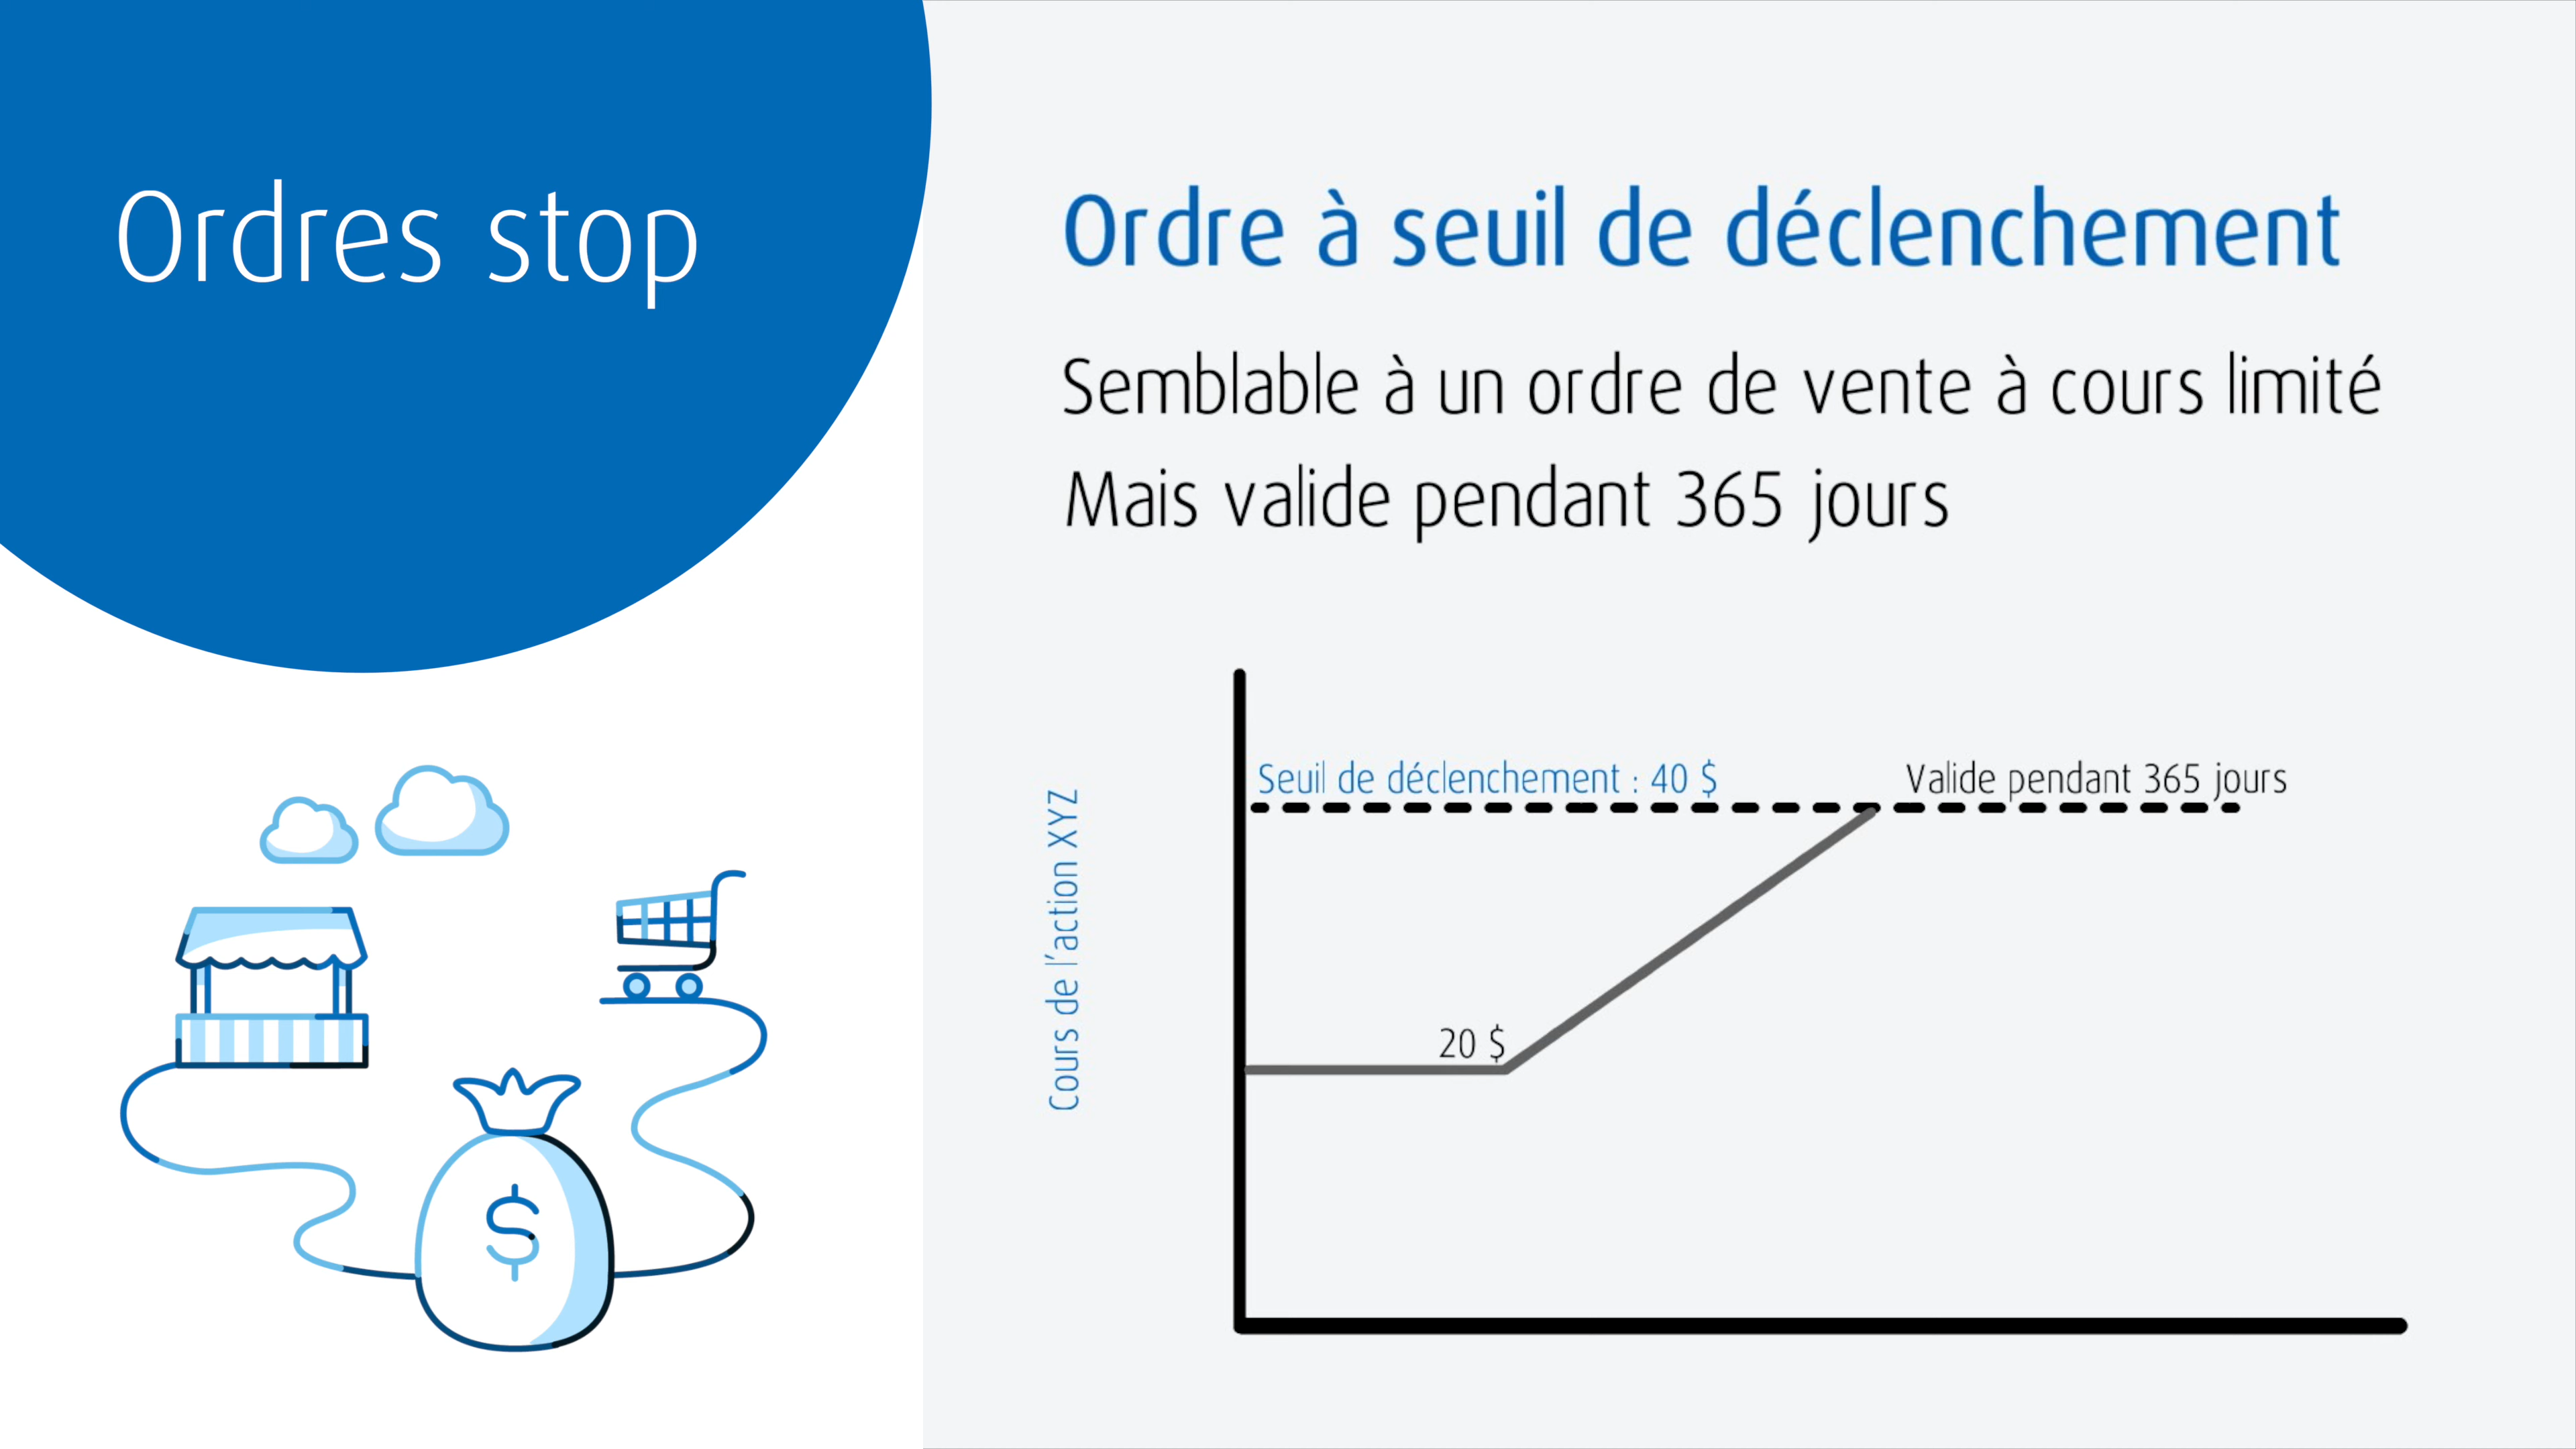 Ordres stop
Ordre à seuil de déclenchement
Semblable à un ordre de vente à cours limité
Mais valide pendant 365 jours
Seuil de déclenchement : 40 $
Valide pendant 365 jours
Cours de l'action XYZ
20 $
$